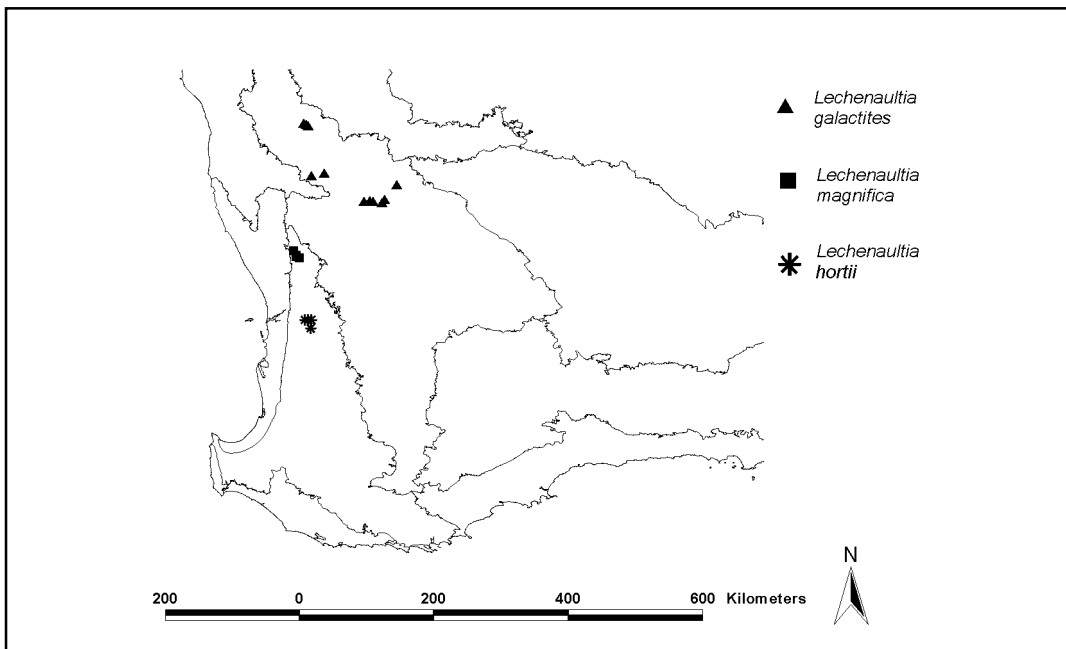 Lechenaultia
galactites
Lechenaultia
magnifica
Lechenaultia
hortii
N
200 0 200 400 600 Kilometers